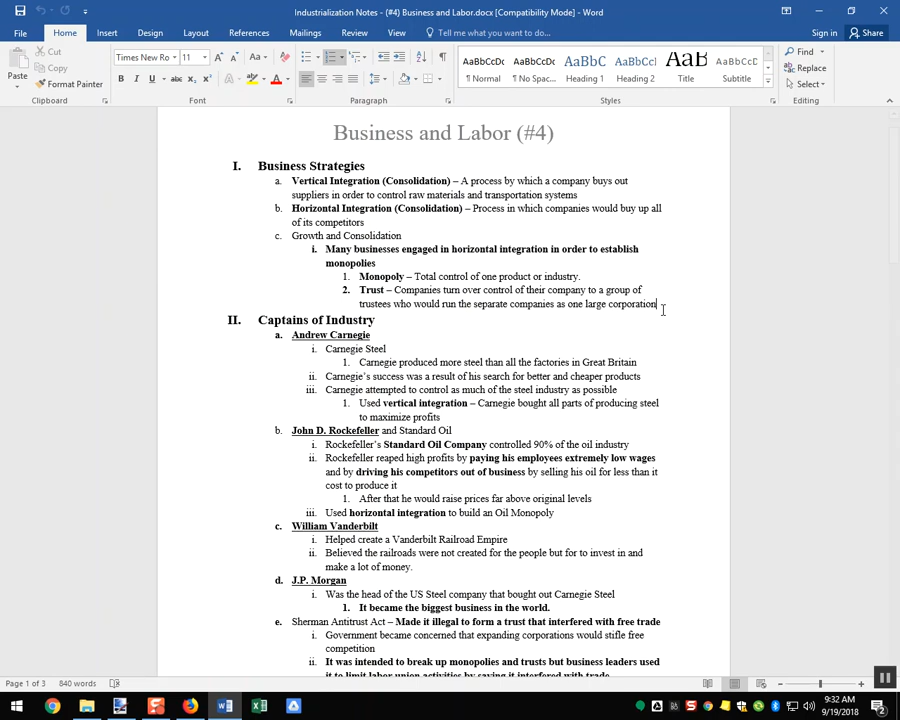 Industrialization Notes - (#4) Business and Labor.docx [Compatibility Mode] - Word
File Home Insert Design Layout References Mailings Review View Tell me what you want to do... Sign in Share
Cut
Copy
Format Painter
Paste
Clipboard
Times New Ro 11
Font
Paragraph
AaBbCcDc AaBbCcDc AaBbC AaBbCcl AaB AaBbCcD
¶ Normal ¶ No Spac... Heading 1 Heading 2 Title Subtitle
Styles
Find
Replace
Select
Editing
Business and Labor (#4)
I. Business Strategies
a. Vertical Integration (Consolidation) – A process by which a company buys out
suppliers in order to control raw materials and transportation systems
b. Horizontal Integration (Consolidation) – Process in which companies would buy up all
of its competitors
c. Growth and Consolidation
i. Many businesses engaged in horizontal integration in order to establish
monopolies
1. Monopoly – Total control of one product or industry.
2. Trust – Companies turn over control of their company to a group of
trustees who would run the separate companies as one large corporation
II. Captains of Industry
a. Andrew Carnegie
i. Carnegie Steel
1. Carnegie produced more steel than all the factories in Great Britain
ii. Carnegie's success was a result of his search for better and cheaper products
iii. Carnegie attempted to control as much of the steel industry as possible
1. Used vertical integration – Carnegie bought all parts of producing steel
to maximize profits
b. John D. Rockefeller and Standard Oil
i. Rockefeller's Standard Oil Company controlled 90% of the oil industry
ii. Rockefeller reaped high profits by paying his employees extremely low wages
and by driving his competitors out of business by selling his oil for less than it
cost to produce it
1. After that he would raise prices far above original levels
iii. Used horizontal integration to build an Oil Monopoly
c. William Vanderbilt
i. Helped create a Vanderbilt Railroad Empire
ii. Believed the railroads were not created for the people but for to invest in and
make a lot of money.
d. J.P. Morgan
i. Was the head of the US Steel company that bought out Carnegie Steel
1. It became the biggest business in the world.
e. Sherman Antitrust Act – Made it illegal to form a trust that interfered with free trade
i. Government became concerned that expanding corporations would stifle free
competition
ii. It was intended to break up monopolies and trusts but business leaders used
it to limit labor union activities by saying it interfered with trade
Page 1 of 3 840 words 100%
9:32 AM
9/19/2018